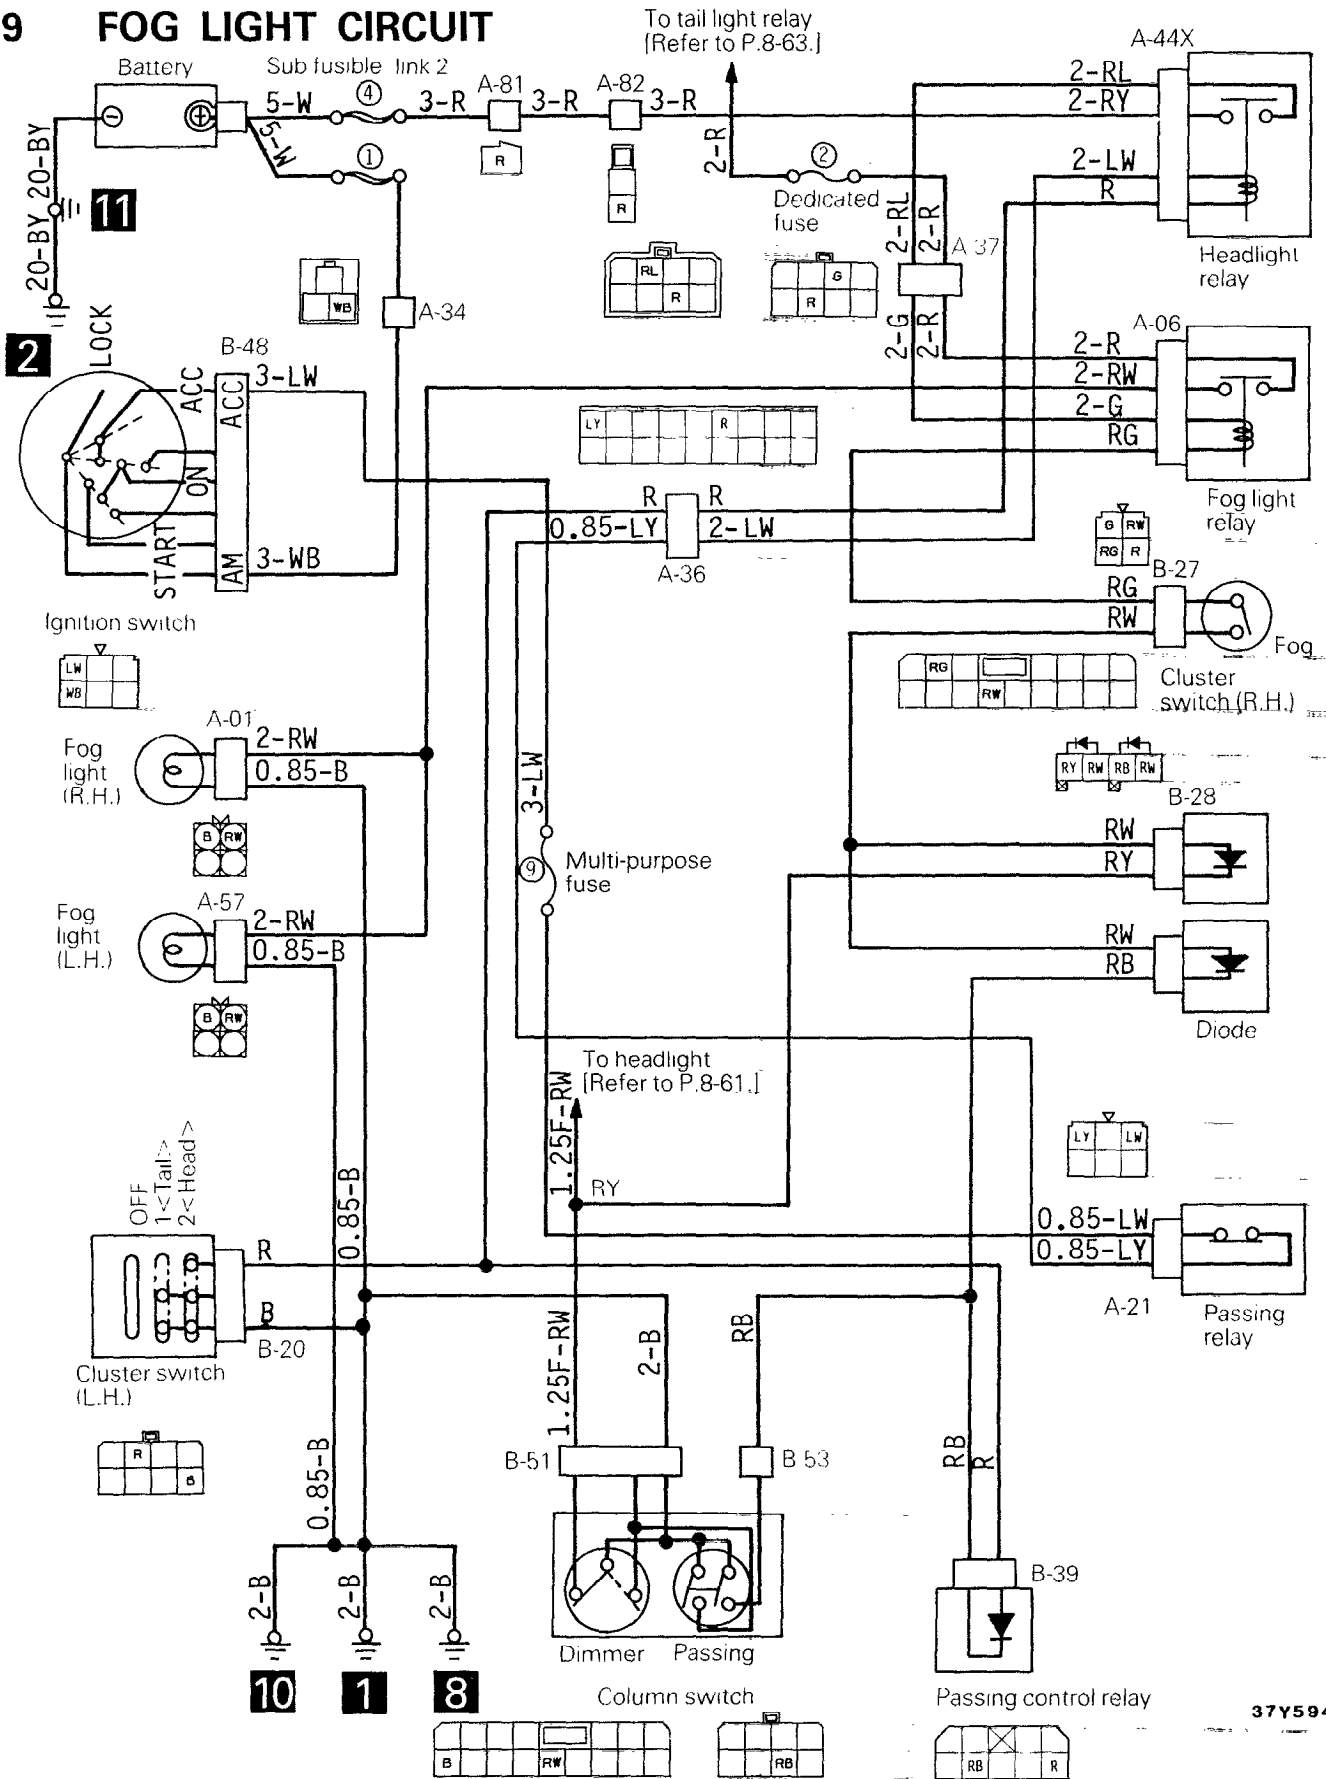 9 FOG LIGHT CIRCUIT
To tail light relay
[Refer to P.8-63.]
A-44X
Battery
Sub fusible link 2
A-81
A-82
2-RL
2-RY
5-W
④
3-R
3-R
3-R
5-W
①
2-R
②
Dedicated
fuse
2-LW
R
20-BY
20-BY
11
R
R
2-RL
2-R
A-37
Headlight
relay
RL
R
G
R
WB
A-34
2-G
2-R
A-06
2
LOCK
B-48
ACC
ACC
3-LW
2-R
2-RW
2-G
RG
LY
R
ON
START
AM
3-WB
R
R
0.85-LY
2-LW
A-36
Fog light
relay
G
RW
RG
R
B-27
RG
RW
Fog
Cluster
switch (R.H.)
Ignition switch
LW
WB
RG
RW
A-01
Fog
light
(R.H.)
2-RW
0.85-B
3-LW
RY
RW
RB
RW
B-28
B
RW
⑨
Multi-purpose
fuse
RW
RY
A-57
Fog
light
(L.H.)
2-RW
0.85-B
RW
RB
B
RW
Diode
To headlight
[Refer to P.8-61.]
1.25F-RW
RY
LY
LW
OFF
1<Tail>
2<Head>
0.85-B
R
B
B-20
0.85-LW
0.85-LY
A-21
Passing
relay
Cluster switch
(L.H.)
R
B
1.25F-RW
2-B
RB
B-51
B-53
RB
R
0.85-B
B-39
2-B
2-B
2-B
Dimmer
Passing
10
1
8
Column switch
Passing control relay
37Y594
B
RW
RB
RB
R